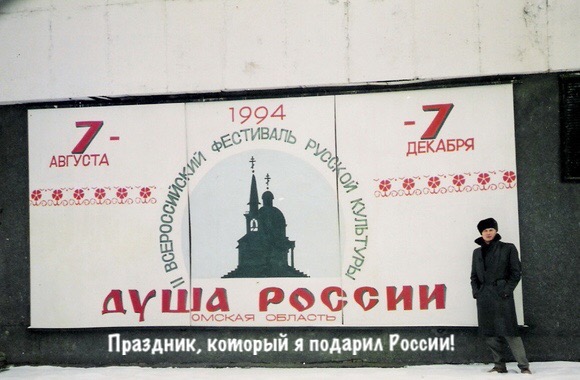 1994
7 -
АВГУСТА
- 7
ДЕКАБРЯ
II ВСЕРОССИЙСКИЙ ФЕСТИВАЛЬ РУССКОЙ КУЛЬТУРЫ
ДУША РОССИИ
ОМСКАЯ ОБЛАСТЬ
Праздник, который я подарил России!